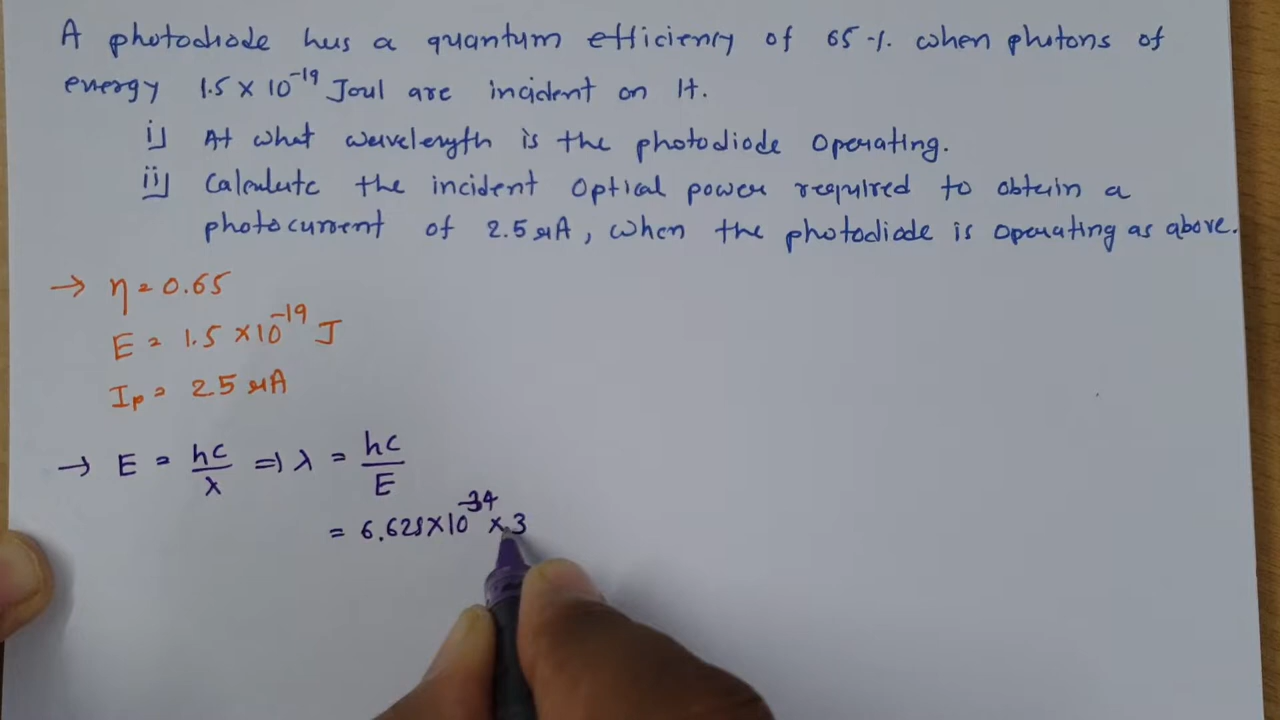 A photodiode has a quantum efficiency of 65 %. when photons of
energy 1.5 × 10⁻¹⁹ Joul are incident on It.
i] At what wavelength is the photodiode Operating.
ii] Calculate the incident Optical power required to obtain a
photocurrent of 2.5 μA, when the photodiode is operating as above.
→ η = 0.65
E = 1.5 × 10⁻¹⁹ J
Ip = 2.5 μA
→ E = hc/λ ⇒ λ = hc/E
= 6.625 × 10⁻³⁴ × 3